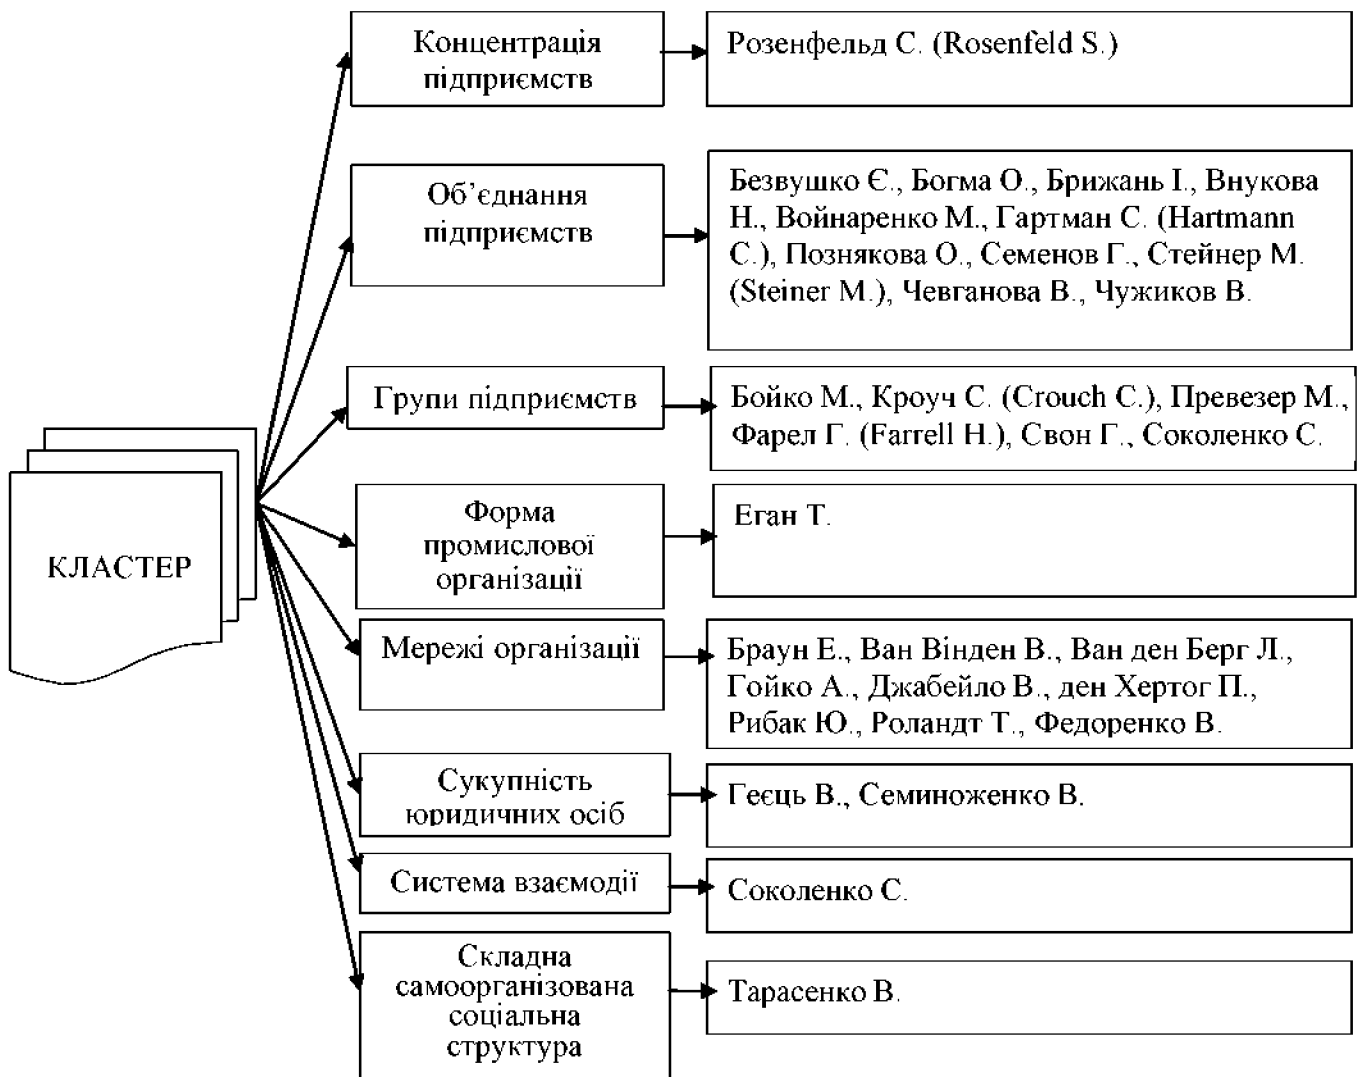 Концентрація
підприємств
Розенфельд С. (Rosenfeld S.)
Об’єднання
підприємств
Безвушко Є., Богма О., Брижань І., Внукова
Н., Войнаренко М., Гартман С. (Hartmann
C.), Познякова О., Семенов Г., Стейнер М.
(Steiner M.), Чевганова В., Чужиков В.
Групи підприємств
Бойко М., Кроуч С. (Crouch C.), Превезер М.,
Фарел Г. (Farrell H.), Свон Г., Соколенко С.
КЛАСТЕР
Форма
промислової
організації
Еган Т.
Мережі організації
Браун Е., Ван Вінден В., Ван ден Берг Л.,
Гойко А., Джабейло В., ден Хертог П.,
Рибак Ю., Роландт Т., Федоренко В.
Сукупність
юридичних осіб
Геєць В., Семиноженко В.
Система взаємодії
Соколенко С.
Складна
самоорганізована
соціальна
структура
Тарасенко В.